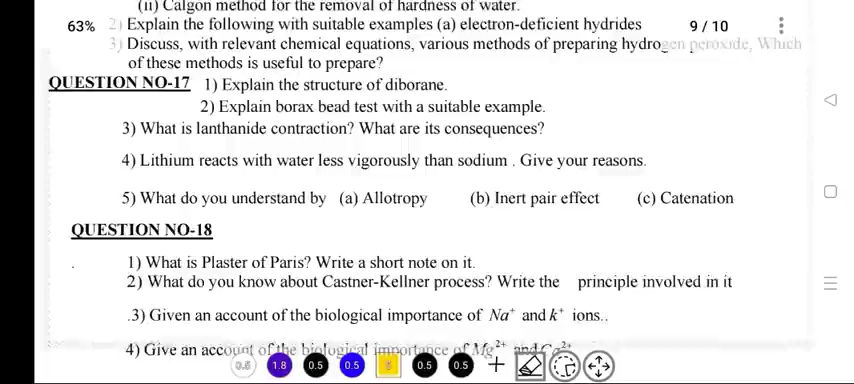 (ii) Calgon method for the removal of hardness of water.
63% 2) Explain the following with suitable examples (a) electron-deficient hydrides 9 / 10
3) Discuss, with relevant chemical equations, various methods of preparing hydrogen peroxide, Which
of these methods is useful to prepare?
QUESTION NO-17 1) Explain the structure of diborane.
2) Explain borax bead test with a suitable example.
3) What is lanthanide contraction? What are its consequences?
4) Lithium reacts with water less vigorously than sodium . Give your reasons.
5) What do you understand by (a) Allotropy (b) Inert pair effect (c) Catenation
QUESTION NO-18
1) What is Plaster of Paris? Write a short note on it.
2) What do you know about Castner-Kellner process? Write the principle involved in it
.3) Given an account of the biological importance of Na⁺ and k⁺ ions..
4) Give an account of the biological importance of Mg²⁺ and Ca²⁺
0.5 1.8 0.5 0.5 0.5 0.5